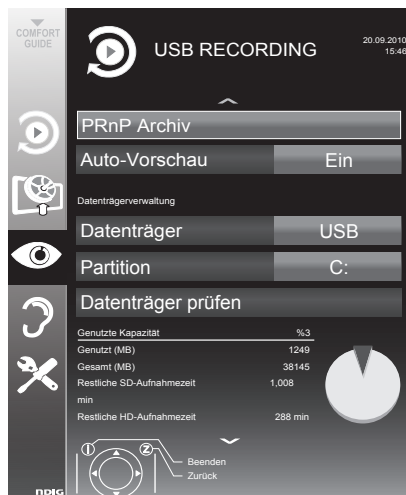 COMFORT
GUIDE
USB RECORDING
20.09.2010
15:46
PRnP Archiv
Auto-Vorschau Ein
Datenträgerverwaltung
Datenträger USB
Partition C:
Datenträger prüfen
Genutzte Kapazität %3
Genutzt (MB) 1249
Gesamt (MB) 38145
Restliche SD-Aufnahmezeit 1,008
min
Restliche HD-Aufnahmezeit 288 min
1 2
Beenden
Zurück